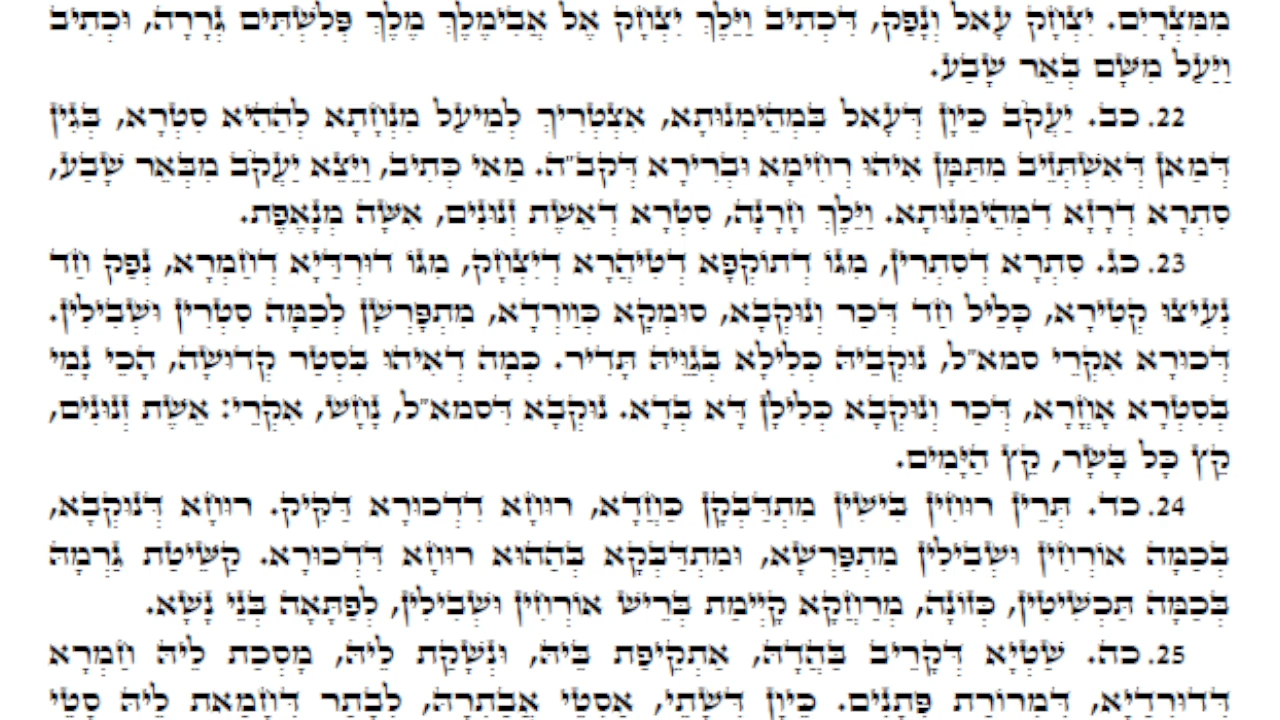 מִמִּצְרָיִם. יִצְחָק עָאל וְנָפַק, דִּכְתִיב וַיֵּלֶךְ יִצְחָק אֶל אֲבִימֶלֶךְ מֶלֶךְ פְּלִשְׁתִּים גְּרָרָה, וּכְתִיב
וַיַּעַל מִשָּׁם בְּאֵר שָׁבַע.
22. כב. יַעֲקֹב כֵּיוָן דְּעָאל בִּמְהֵימְנוּתָא, אִצְטְרִיךְ לְמֵיעַל מִנְחָתָא לְהַהִיא סִטְרָא, בְּגִין
דְּמַאן דְּאִשְׁתְּזֵיב מִתַּמָּן אִיהוּ רְחִימָא וּבְרִירָא דְּקב"ה. מַאי כְּתִיב, וַיֵּצֵא יַעֲקֹב מִבְּאֵר שָׁבַע,
סִתְרָא דְרָזָא דִמְהֵימְנוּתָא. וַיֵּלֶךְ חָרָנָה, סִטְרָא דְאֵשֶׁת זְנוּנִים, אִשָּׁה מְנָאֶפֶת.
23. כג. סִתְרָא דְסִתְרִין, מִגּוֹ דְתוֹקְפָּא דְטִיהֲרָא דְיִצְחָק, מִגּוֹ דוּרְדַּיָּא דְחַמְרָא, נְפַק חַד
נְעִיצוּ קְטִירָא, כָּלֵיל חַד דְּכַר וְנוּקְבָא, סוּמְקָא כְּוַורְדָא, מִתְפָּרְשָׁן לְכַמָּה סִטְרִין וּשְׁבִילִין.
דְּכוּרָא אִקְרֵי סמא"ל, נוּקְבֵיהּ כְּלִילָא בְּגַוֵּיהּ תָּדִיר. כְּמָה דְאִיהוּ בִּסְטַר קְדוּשָׁה, הָכֵי נָמֵי
בְּסִטְרָא אָחֳרָא, דְּכַר וְנוּקְבָא כְּלִילָן דָּא בְּדָא. נוּקְבָא דִּסמא"ל, נָחָשׁ, אִקְרֵי: אֵשֶׁת זְנוּנִים,
קֵץ כָּל בָּשָׂר, קֵץ הַיָּמִים.
24. כד. תְּרֵין רוּחִין בִּישִׁין מִתְדַּבְּקָן כַּחֲדָא, רוּחָא דִדְכוּרָא דַּקִּיק. רוּחָא דְּנוּקְבָא,
בְּכַמָּה אוֹרְחִין וּשְׁבִילִין מִתְפָּרְשָׁא, וּמִתְדַּבְּקָא בְּהַהוּא רוּחָא דִּדְכוּרָא. קִשִּׁיטַת גַּרְמָהּ
בְּכַמָּה תַּכְשִׁיטִין, כְּזוֹנָה, מְרַחֲקָא קָיְימַת בְּרֵישׁ אוֹרְחִין וּשְׁבִילִין, לְפַתָּאָה בְּנֵי נָשָׁא.
25. כה. שַׁטְיָא דְּקָרֵיב בַּהֲדָהּ, אַתְקִיפַת בֵּיהּ, וּנְשָׁקַת לֵיהּ, מָסְכַת לֵיהּ חַמְרָא
דְּדוּרְדַּיָּא, דִּמְרוֹרַת פְּתָנִים. כֵּיוָן דְּשָׁתֵי, אַסְטֵי אֲבַתְרָהּ, לְבָתַר דְּחָמַאת לֵיהּ סָטֵי